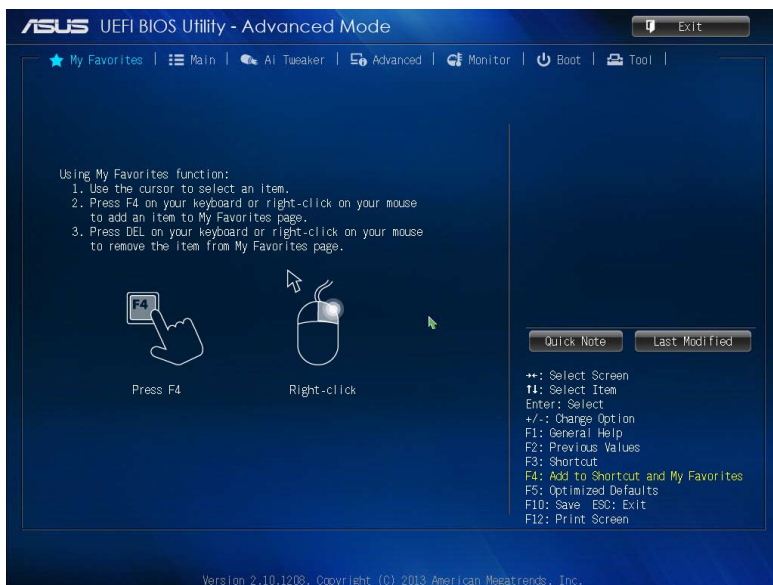 ASUS UEFI BIOS Utility - Advanced Mode
Exit
My Favorites | Main | Ai Tweaker | Advanced | Monitor | Boot | Tool |
Using My Favorites function:
1. Use the cursor to select an item.
2. Press F4 on your keyboard or right-click on your mouse
to add an item to My Favorites page.
3. Press DEL on your keyboard or right-click on your mouse
to remove the item from My Favorites page.
F4
Press F4
Right-click
Quick Note
Last Modified
→←: Select Screen
↑↓: Select Item
Enter: Select
+/-: Change Option
F1: General Help
F2: Previous Values
F3: Shortcut
F4: Add to Shortcut and My Favorites
F5: Optimized Defaults
F10: Save ESC: Exit
F12: Print Screen
Version 2.10.1208. Copyright (C) 2013 American Megatrends, Inc.